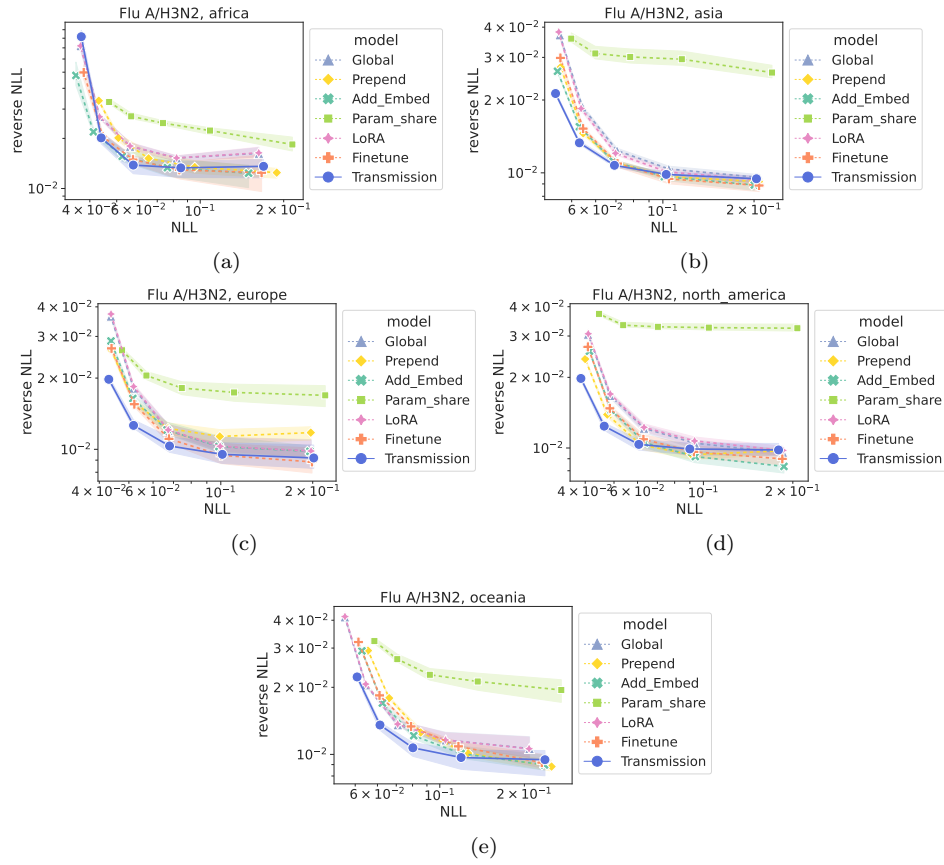 Flu A/H3N2, africa
reverse NLL
10⁻²
4 × 10⁻² 6 × 10⁻² 10⁻¹ 2 × 10⁻¹
NLL
model
Global
Prepend
Add_Embed
Param_share
LoRA
Finetune
Transmission
(a)
Flu A/H3N2, asia
reverse NLL
4 × 10⁻²
3 × 10⁻²
2 × 10⁻²
10⁻²
6 × 10⁻² 10⁻¹ 2 × 10⁻¹
NLL
model
Global
Prepend
Add_Embed
Param_share
LoRA
Finetune
Transmission
(b)
Flu A/H3N2, europe
reverse NLL
4 × 10⁻²
3 × 10⁻²
2 × 10⁻²
10⁻²
4 × 10⁻² 6 × 10⁻² 10⁻¹ 2 × 10⁻¹
NLL
model
Global
Prepend
Add_Embed
Param_share
LoRA
Finetune
Transmission
(c)
Flu A/H3N2, north_america
reverse NLL
4 × 10⁻²
3 × 10⁻²
2 × 10⁻²
10⁻²
4 × 10⁻² 6 × 10⁻² 10⁻¹ 2 × 10⁻¹
NLL
model
Global
Prepend
Add_Embed
Param_share
LoRA
Finetune
Transmission
(d)
Flu A/H3N2, oceania
reverse NLL
4 × 10⁻²
3 × 10⁻²
2 × 10⁻²
10⁻²
6 × 10⁻² 10⁻¹ 2 × 10⁻¹
NLL
model
Global
Prepend
Add_Embed
Param_share
LoRA
Finetune
Transmission
(e)